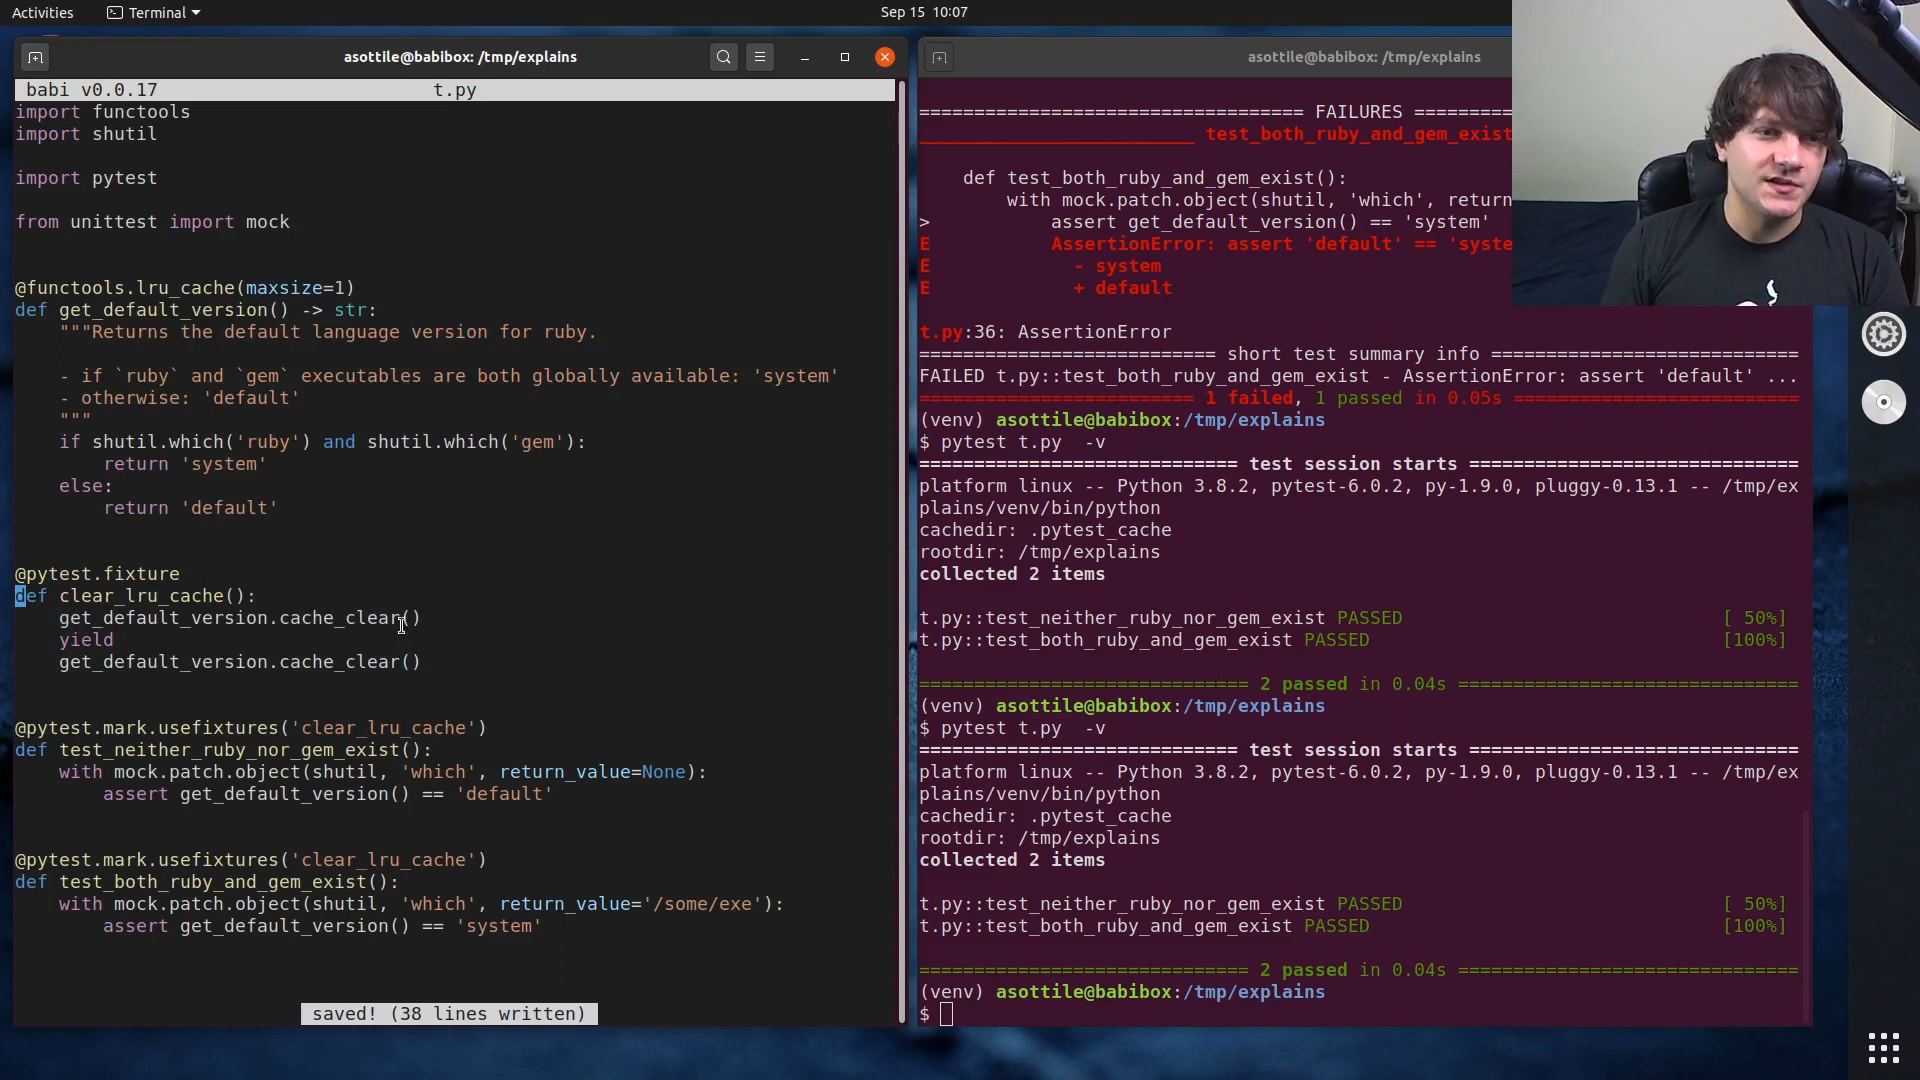 Activities
Terminal
Sep 15 10:07
asottile@babibox: /tmp/explains
babi v0.0.17 t.py
import functools
import shutil
import pytest
from unittest import mock
@functools.lru_cache(maxsize=1)
def get_default_version() -> str:
"""Returns the default language version for ruby.
- if `ruby` and `gem` executables are both globally available: 'system'
- otherwise: 'default'
"""
if shutil.which('ruby') and shutil.which('gem'):
return 'system'
else:
return 'default'
@pytest.fixture
def clear_lru_cache():
get_default_version.cache_clear()
yield
get_default_version.cache_clear()
@pytest.mark.usefixtures('clear_lru_cache')
def test_neither_ruby_nor_gem_exist():
with mock.patch.object(shutil, 'which', return_value=None):
assert get_default_version() == 'default'
@pytest.mark.usefixtures('clear_lru_cache')
def test_both_ruby_and_gem_exist():
with mock.patch.object(shutil, 'which', return_value='/some/exe'):
assert get_default_version() == 'system'
saved! (38 lines written)
asottile@babibox: /tmp/explains
=================================== FAILURES =========
_________________________ test_both_ruby_and_gem_exist
def test_both_ruby_and_gem_exist():
with mock.patch.object(shutil, 'which', return
> assert get_default_version() == 'system'
E AssertionError: assert 'default' == 'syste
E - system
E + default
t.py:36: AssertionError
=========================== short test summary info ============================
FAILED t.py::test_both_ruby_and_gem_exist - AssertionError: assert 'default' ...
========================= 1 failed, 1 passed in 0.05s ==========================
(venv) asottile@babibox:/tmp/explains
$ pytest t.py  -v
============================= test session starts ==============================
platform linux -- Python 3.8.2, pytest-6.0.2, py-1.9.0, pluggy-0.13.1 -- /tmp/ex
plains/venv/bin/python
cachedir: .pytest_cache
rootdir: /tmp/explains
collected 2 items
t.py::test_neither_ruby_nor_gem_exist PASSED [ 50%]
t.py::test_both_ruby_and_gem_exist PASSED [100%]
============================== 2 passed in 0.04s ===============================
(venv) asottile@babibox:/tmp/explains
$ pytest t.py  -v
============================= test session starts ==============================
platform linux -- Python 3.8.2, pytest-6.0.2, py-1.9.0, pluggy-0.13.1 -- /tmp/ex
plains/venv/bin/python
cachedir: .pytest_cache
rootdir: /tmp/explains
collected 2 items
t.py::test_neither_ruby_nor_gem_exist PASSED [ 50%]
t.py::test_both_ruby_and_gem_exist PASSED [100%]
============================== 2 passed in 0.04s ===============================
(venv) asottile@babibox:/tmp/explains
$